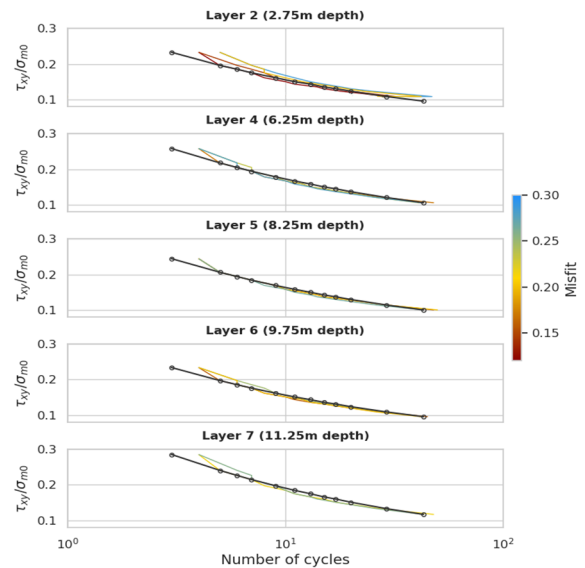 Layer 2 (2.75m depth)
0.3
0.2
0.1
τxy/σm0
Layer 4 (6.25m depth)
0.3
0.2
0.1
τxy/σm0
Layer 5 (8.25m depth)
0.3
0.2
0.1
τxy/σm0
Layer 6 (9.75m depth)
0.3
0.2
0.1
τxy/σm0
Layer 7 (11.25m depth)
0.3
0.2
0.1
τxy/σm0
10⁰ 10¹ 10²
Number of cycles
0.30
0.25
0.20
0.15
Misfit